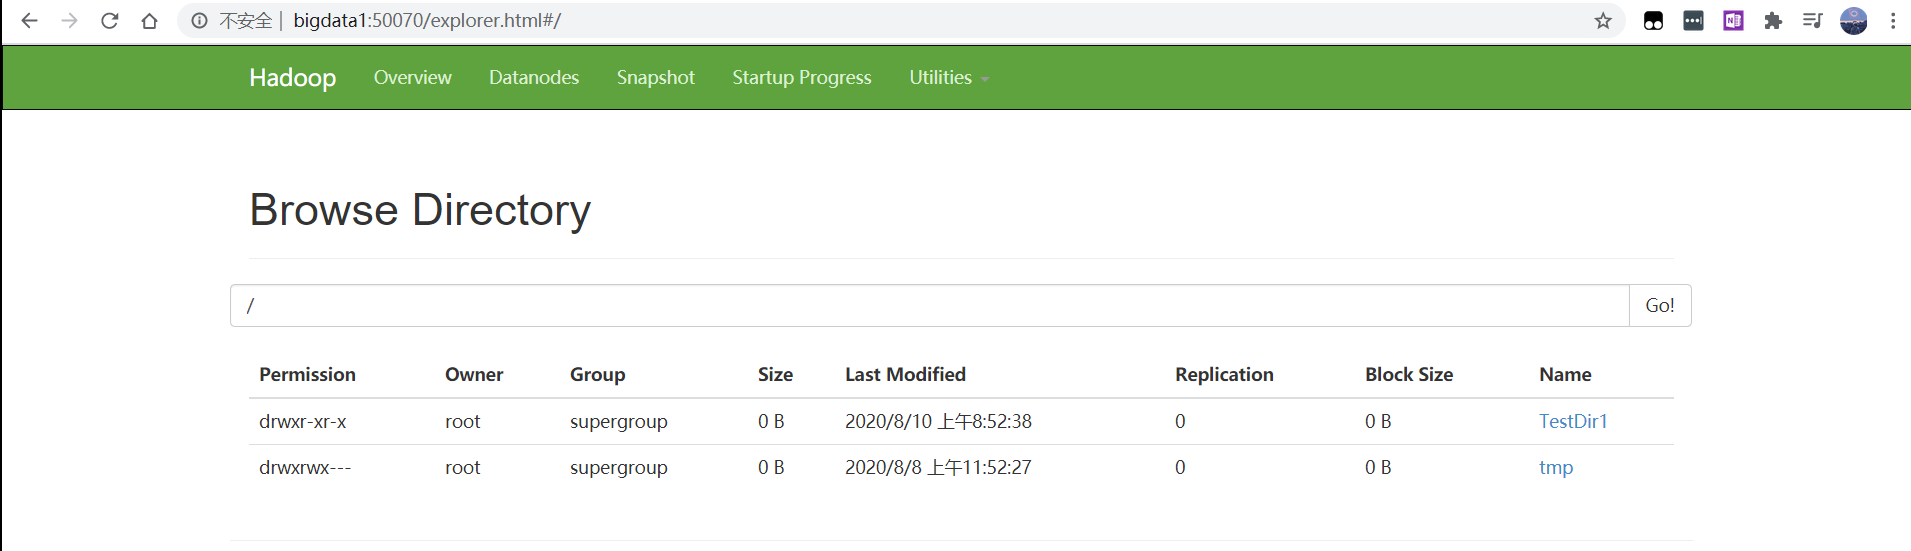 不安全 | bigdata1:50070/explorer.html#/
Hadoop Overview Datanodes Snapshot Startup Progress Utilities
Browse Directory
/ Go!
Permission Owner Group Size Last Modified Replication Block Size Name
drwxr-xr-x root supergroup 0 B 2020/8/10 上午8:52:38 0 0 B TestDir1
drwxrwx--- root supergroup 0 B 2020/8/8 上午11:52:27 0 0 B tmp